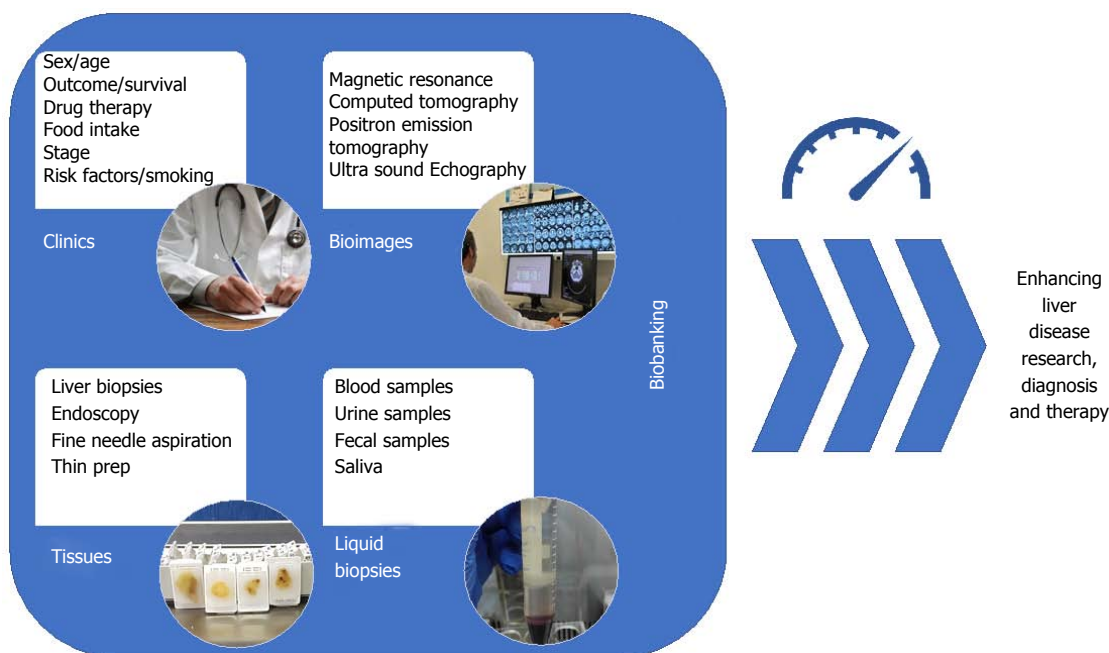 Sex/age
Outcome/survival
Drug therapy
Food intake
Stage
Risk factors/smoking
Clinics
Magnetic resonance
Computed tomography
Positron emission
tomography
Ultra sound Echography
Bioimages
Liver biopsies
Endoscopy
Fine needle aspiration
Thin prep
Tissues
Blood samples
Urine samples
Fecal samples
Saliva
Liquid
biopsies
Biobanking
Enhancing
liver
disease
research,
diagnosis
and therapy